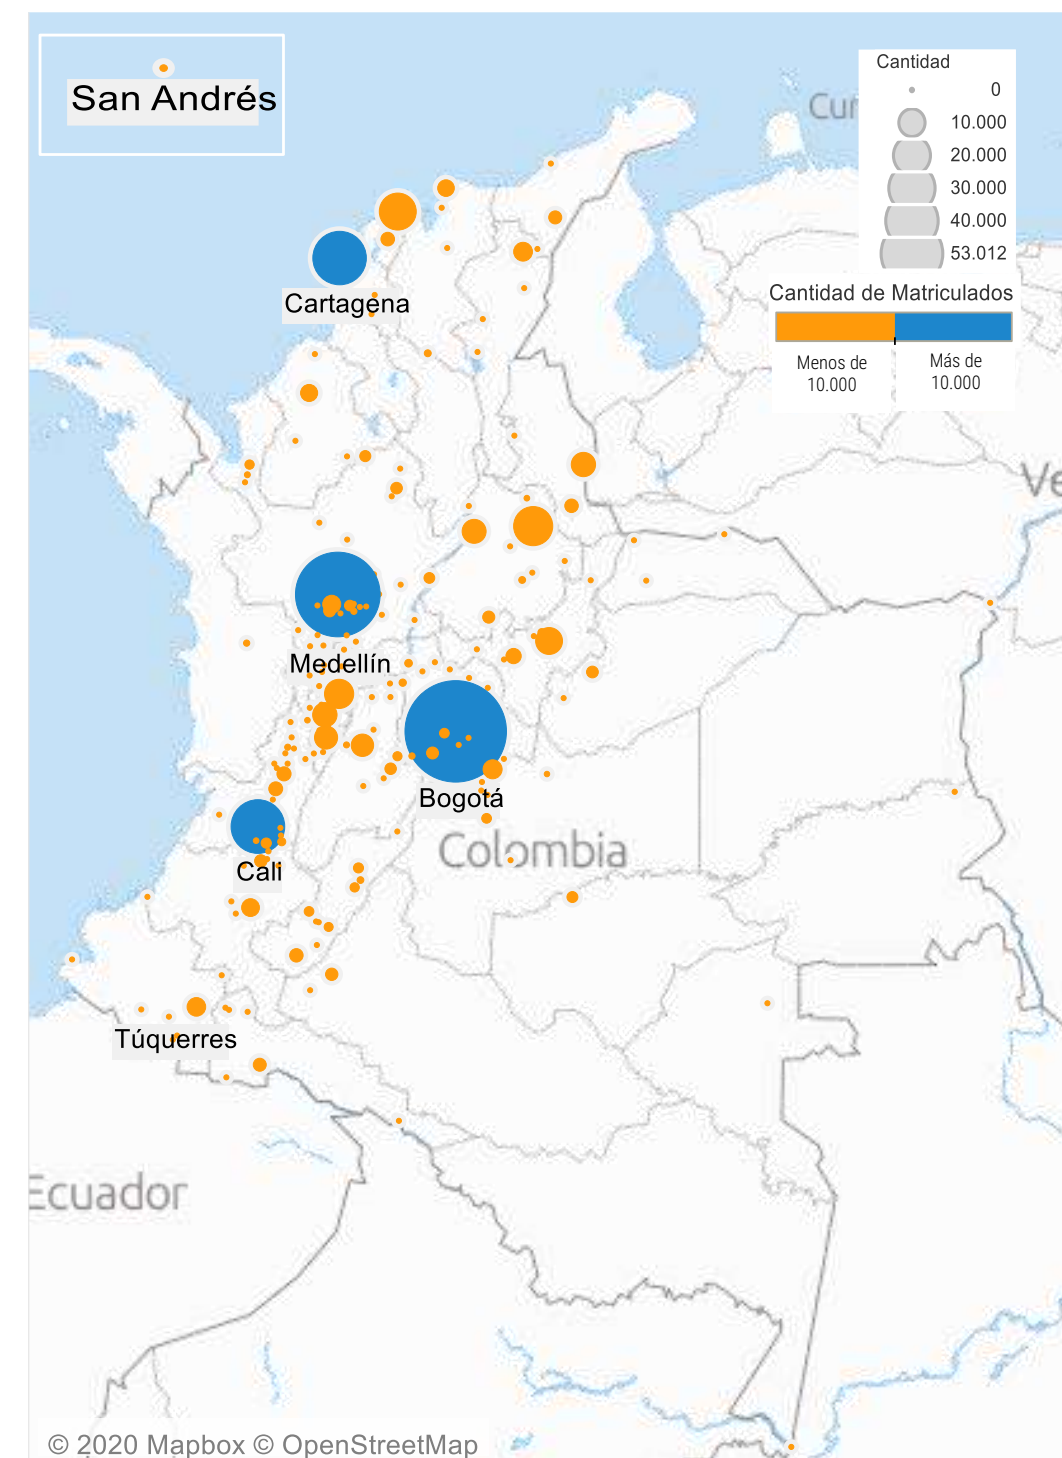 San Andrés
Cantidad
0
10.000
20.000
30.000
40.000
53.012
Cantidad de Matriculados
Menos de
10.000
Más de
10.000
Cartagena
Medellín
Bogotá
Colombia
Cali
Túquerres
Ecuador
© 2020 Mapbox © OpenStreetMap